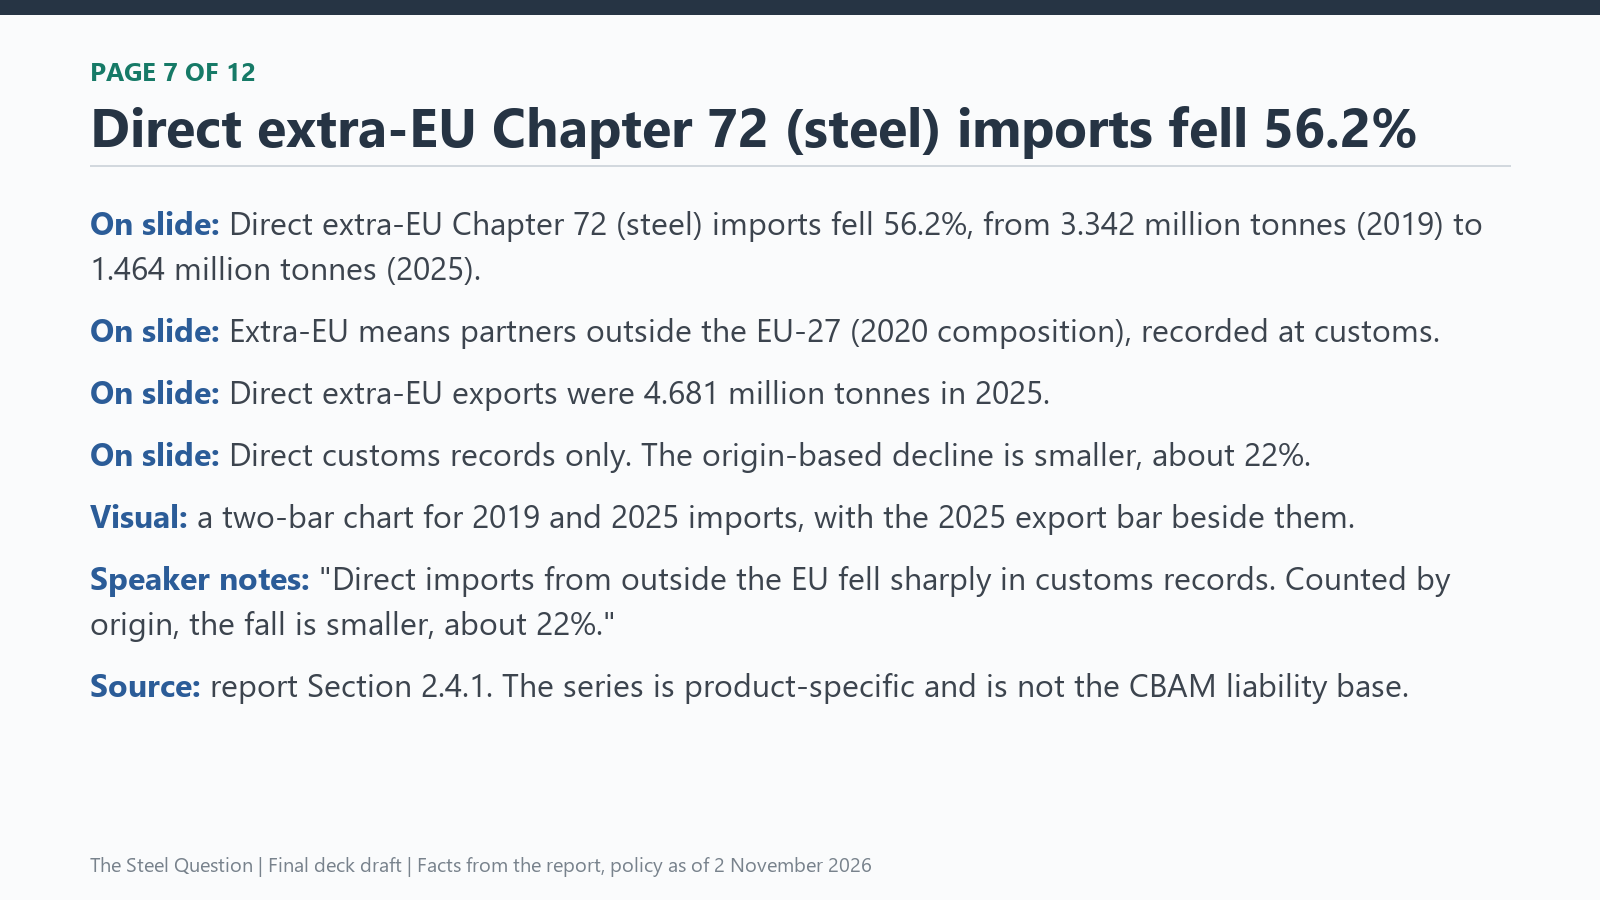 PAGE 7 OF 12
Direct extra-EU Chapter 72 (steel) imports fell 56.2%
On slide: Direct extra-EU Chapter 72 (steel) imports fell 56.2%, from 3.342 million tonnes (2019) to
1.464 million tonnes (2025).
On slide: Extra-EU means partners outside the EU-27 (2020 composition), recorded at customs.
On slide: Direct extra-EU exports were 4.681 million tonnes in 2025.
On slide: Direct customs records only. The origin-based decline is smaller, about 22%.
Visual: a two-bar chart for 2019 and 2025 imports, with the 2025 export bar beside them.
Speaker notes: "Direct imports from outside the EU fell sharply in customs records. Counted by
origin, the fall is smaller, about 22%."
Source: report Section 2.4.1. The series is product-specific and is not the CBAM liability base.
The Steel Question | Final deck draft | Facts from the report, policy as of 2 November 2026